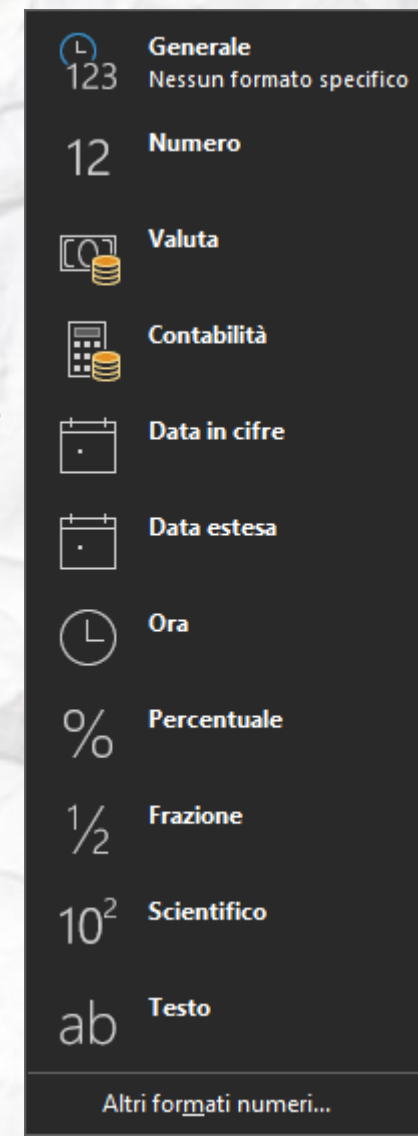 123
Generale
Nessun formato specifico
12
Numero
Valuta
Contabilità
Data in cifre
Data estesa
Ora
%
Percentuale
1/2
Frazione
10²
Scientifico
ab
Testo
Altri formati numeri...